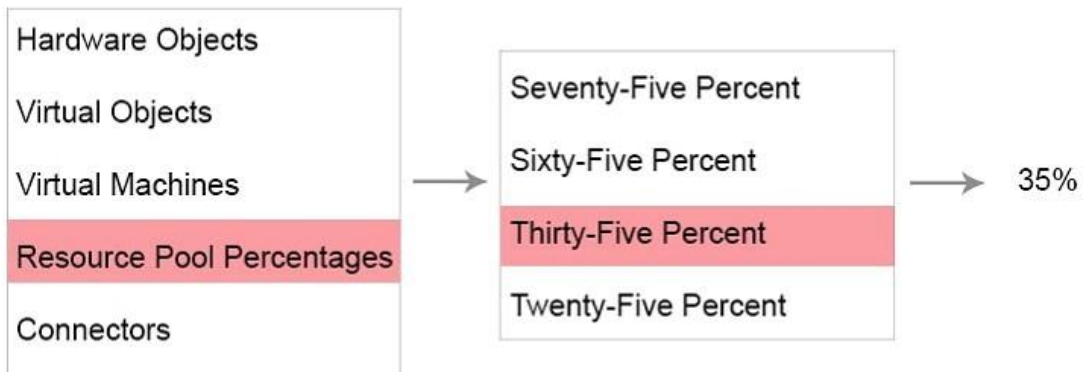 Hardware Objects
Virtual Objects
Virtual Machines
Resource Pool Percentages
Connectors
Seventy-Five Percent
Sixty-Five Percent
Thirty-Five Percent
Twenty-Five Percent
35%